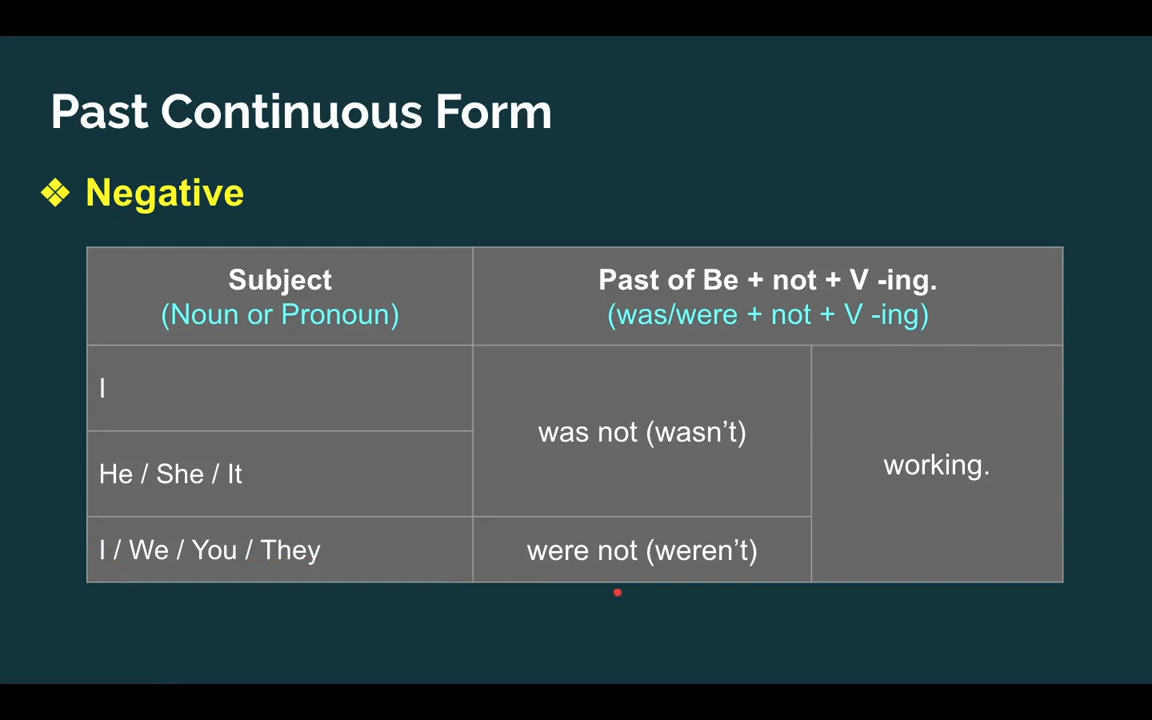 Past Continuous Form
❖ Negative
Subject
(Noun or Pronoun)
Past of Be + not + V -ing.
(was/were + not + V -ing)
I
was not (wasn’t)
He / She / It
working.
I / We / You / They
were not (weren’t)